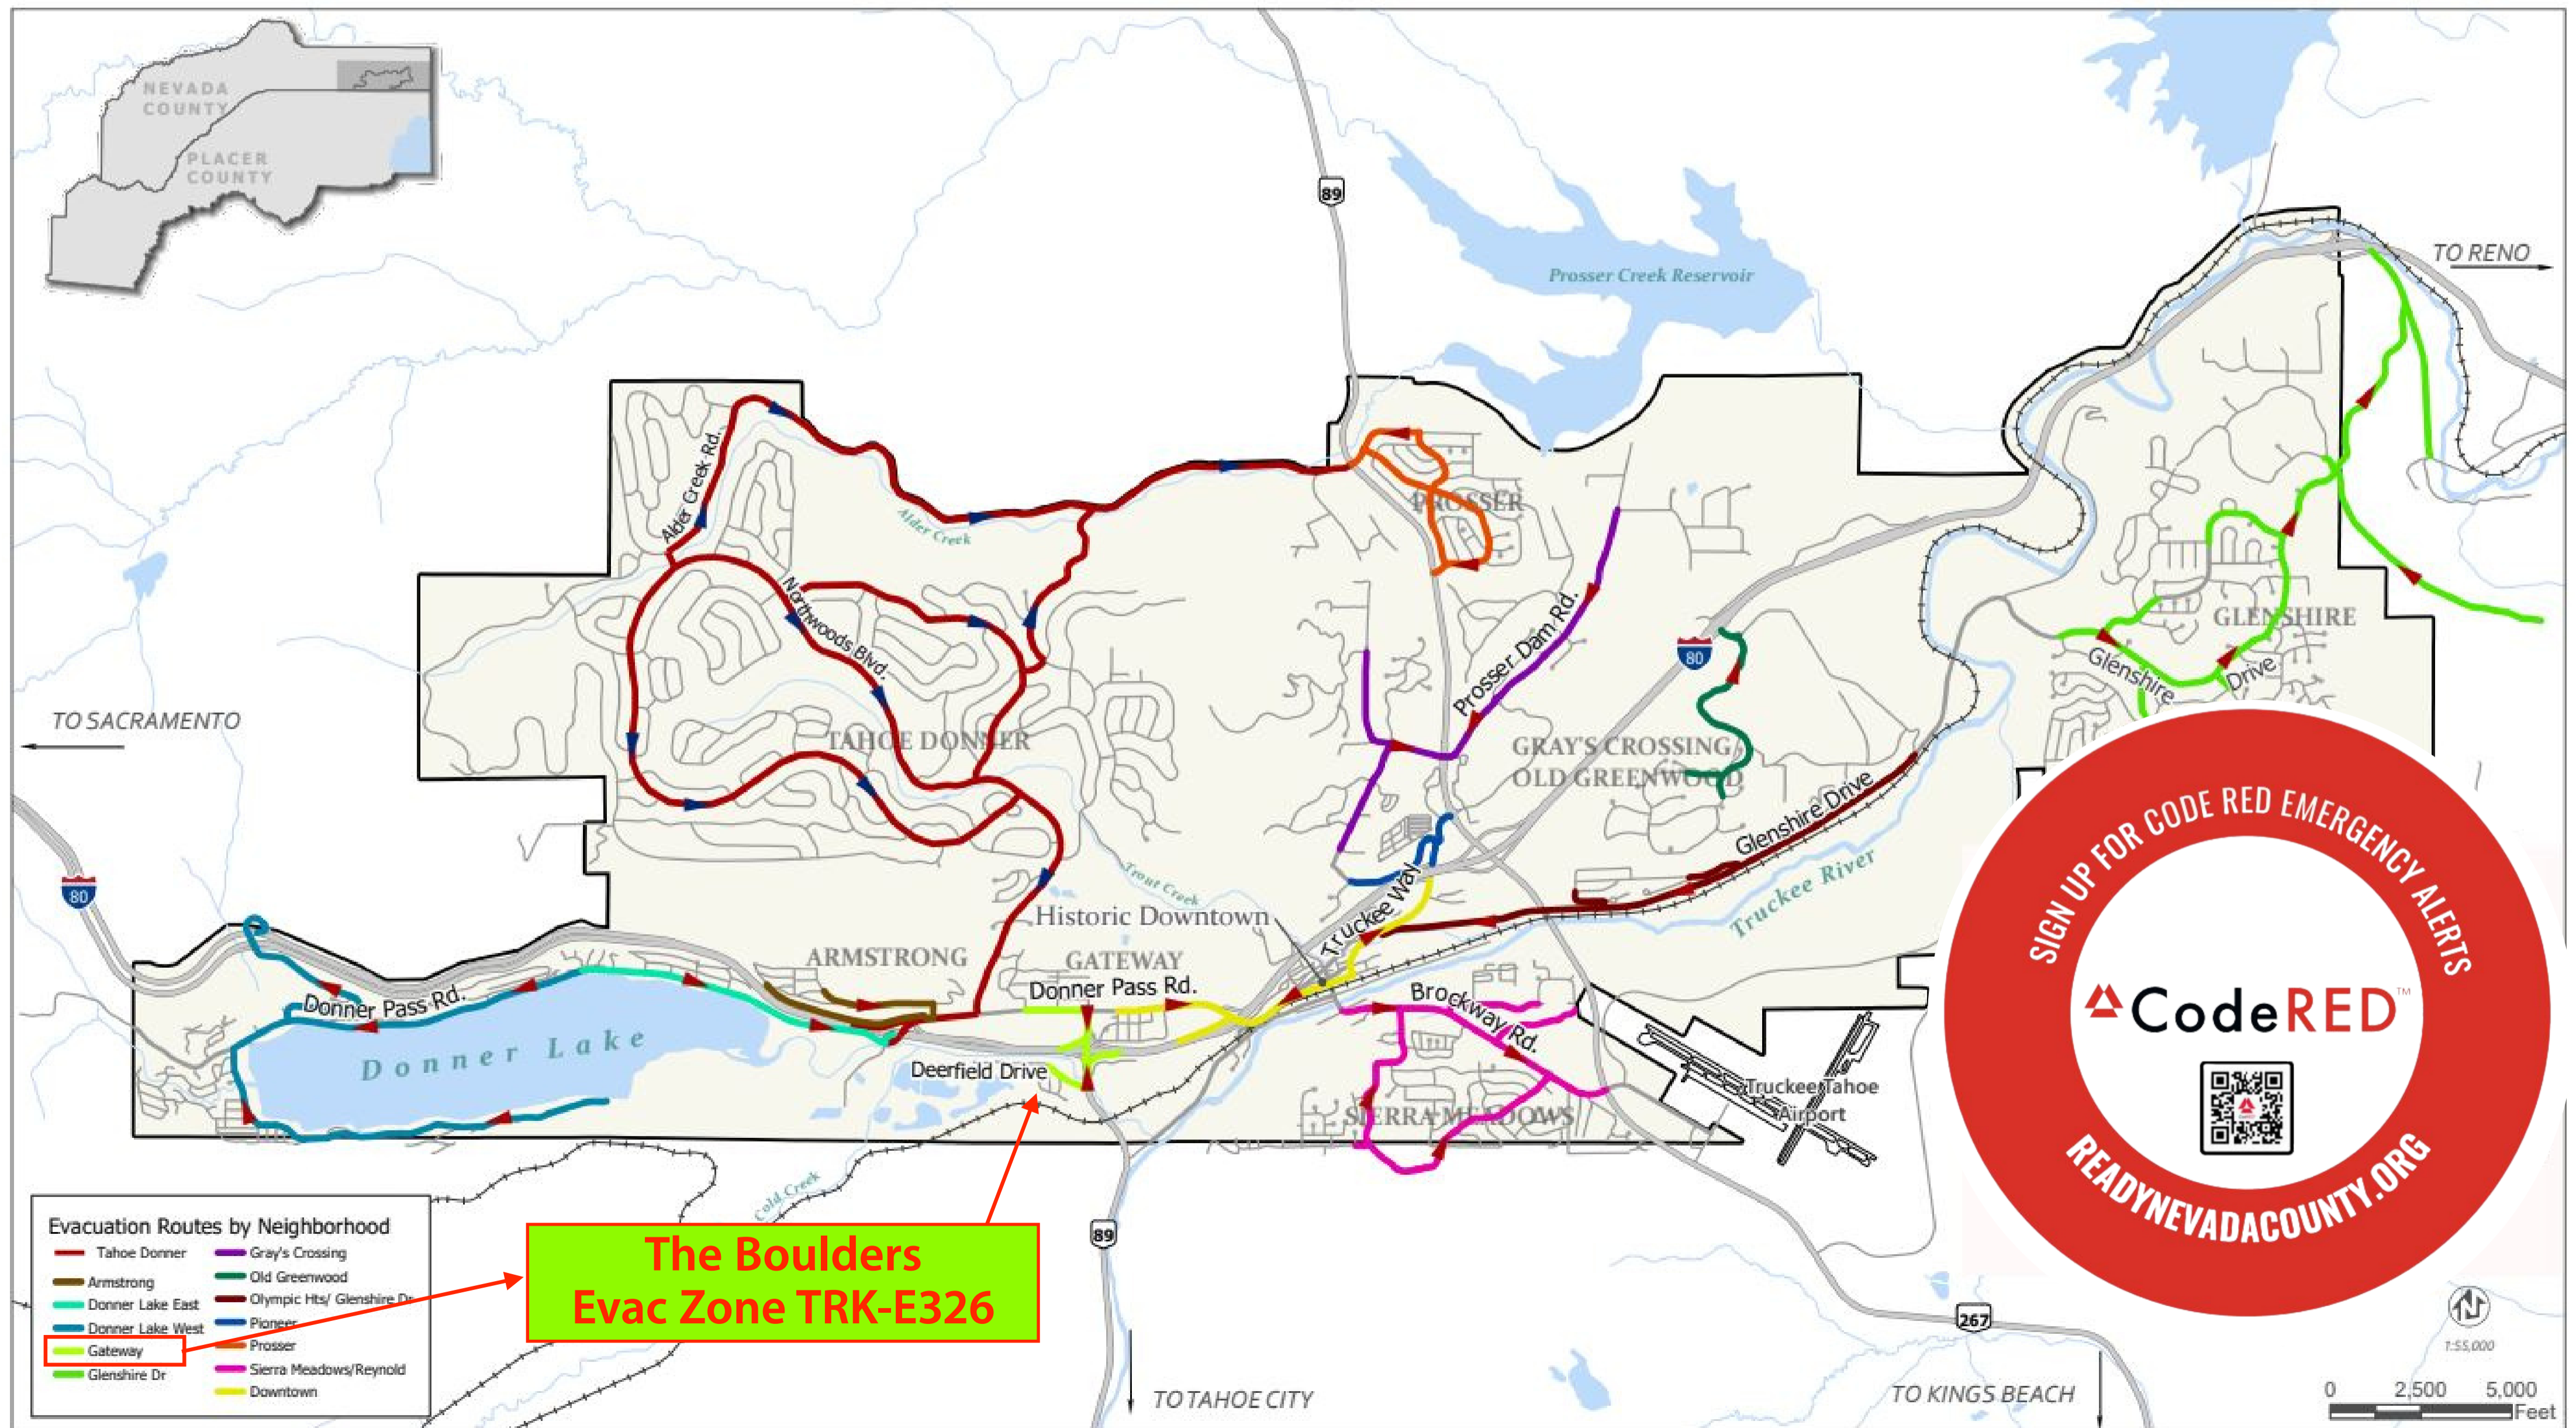 NEVADA
COUNTY
PLACER
COUNTY
89
Prosser Creek Reservoir
TO RENO
Alder Creek Rd.
Alder Creek
PROSSER
Northwoods Blvd.
Prosser Dam Rd.
80
GLENSHIRE
Glenshire Drive
TO SACRAMENTO
TAHOE DONNER
GRAY'S CROSSING/
OLD GREENWOOD
Glenshire Drive
80
Trout Creek
Truckee Way
Truckee River
Historic Downtown
ARMSTRONG
GATEWAY
Donner Pass Rd.
Donner Pass Rd.
Brockway Rd.
Donner Lake
Deerfield Drive
SIERRA MEADOWS
Truckee Tahoe
Airport
Cold Creek
89
267
TO TAHOE CITY
TO KINGS BEACH
The Boulders
Evac Zone TRK-E326
Evacuation Routes by Neighborhood
Tahoe Donner
Armstrong
Donner Lake East
Donner Lake West
Gateway
Glenshire Dr
Gray's Crossing
Old Greenwood
Olympic Hts/ Glenshire Dr
Pioneer
Prosser
Sierra Meadows/Reynold
Downtown
SIGN UP FOR CODE RED EMERGENCY ALERTS
CodeRED™
READYNEVADACOUNTY.ORG
N
1:55,000
0 2,500 5,000
Feet